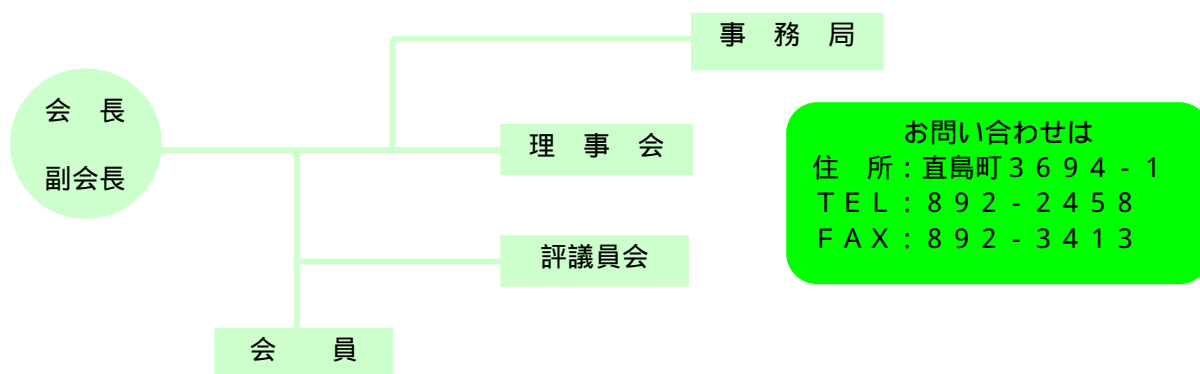 事　務　局
会　長
副会長
理　事　会
評議員会
会　　員
お問い合わせは
住　所：直島町３６９４－１
ＴＥＬ：８９２－２４５８
ＦＡＸ：８９２－３４１３